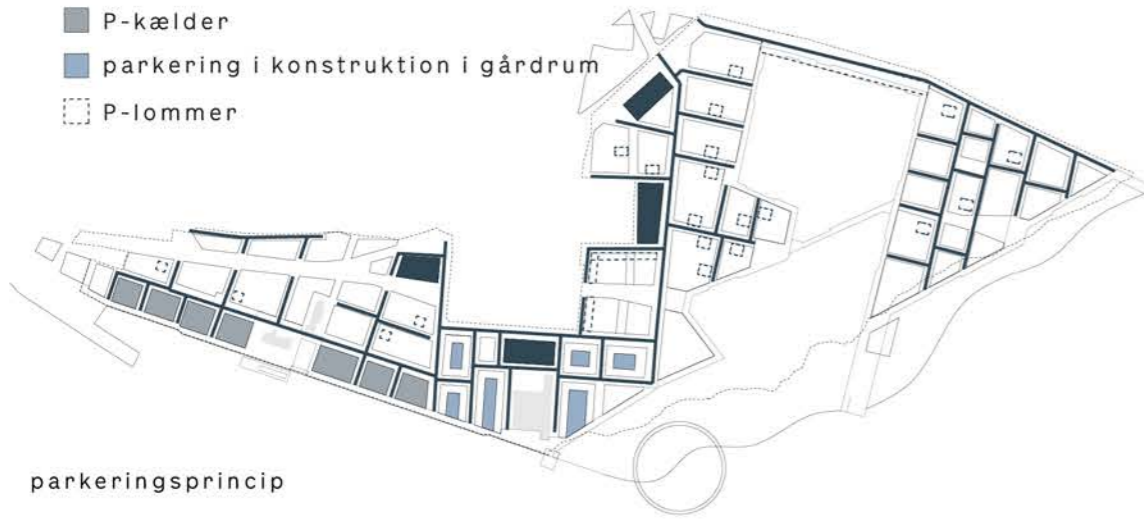 P-kælder
parkering i konstruktion i gårdrum
P-lommer
parkeringsprincip